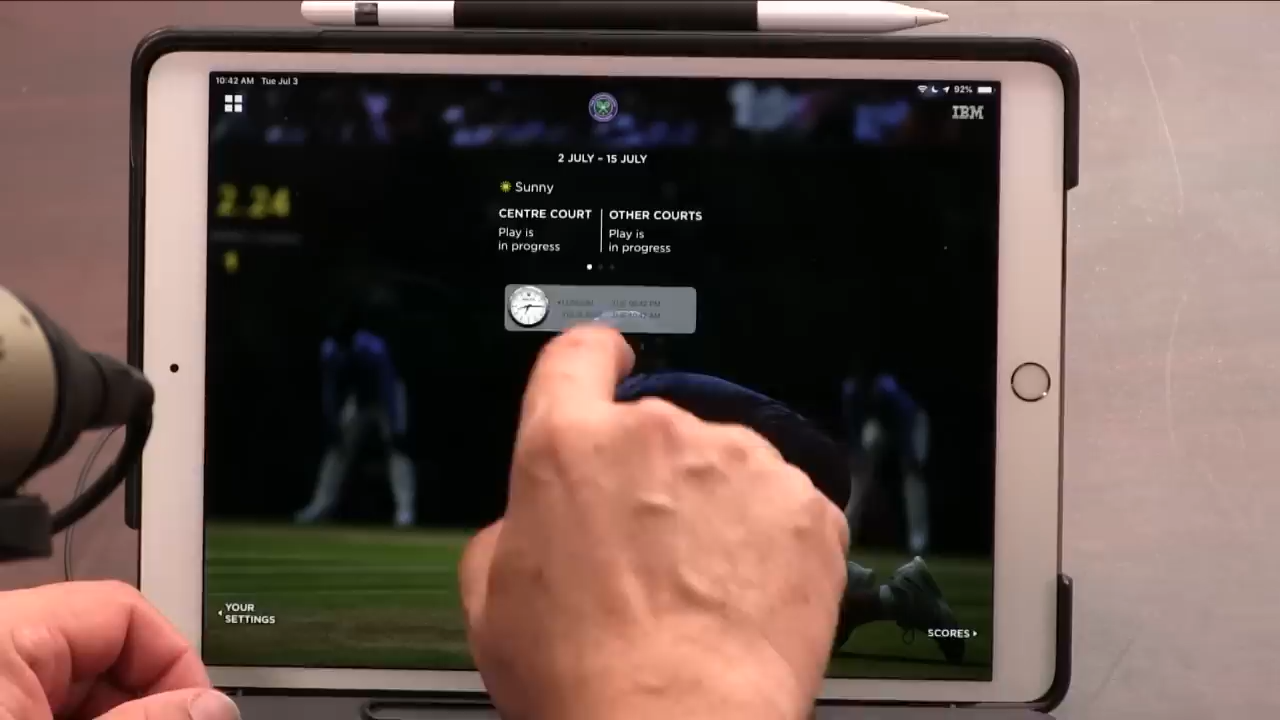 10:42 AM Tue Jul 3
92%
IBM
2 JULY – 15 JULY
Sunny
2.24
CENTRE COURT
OTHER COURTS
Play is
in progress
Play is
in progress
YOUR
SETTINGS
SCORES